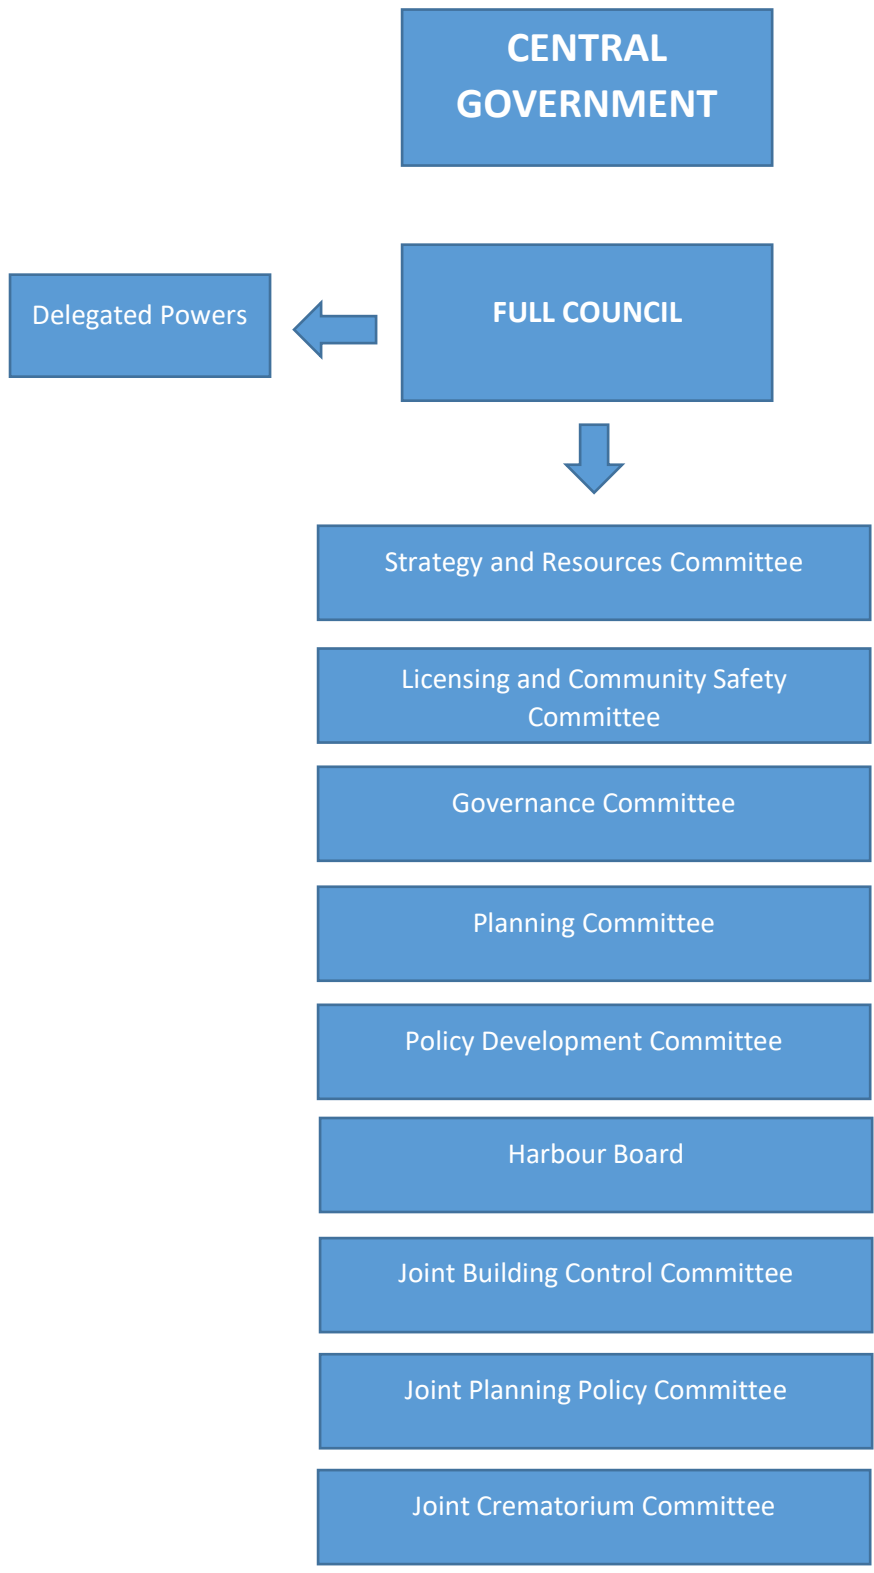 CENTRAL
GOVERNMENT
Delegated Powers
FULL COUNCIL
Strategy and Resources Committee
Licensing and Community Safety
Committee
Governance Committee
Planning Committee
Policy Development Committee
Harbour Board
Joint Building Control Committee
Joint Planning Policy Committee
Joint Crematorium Committee